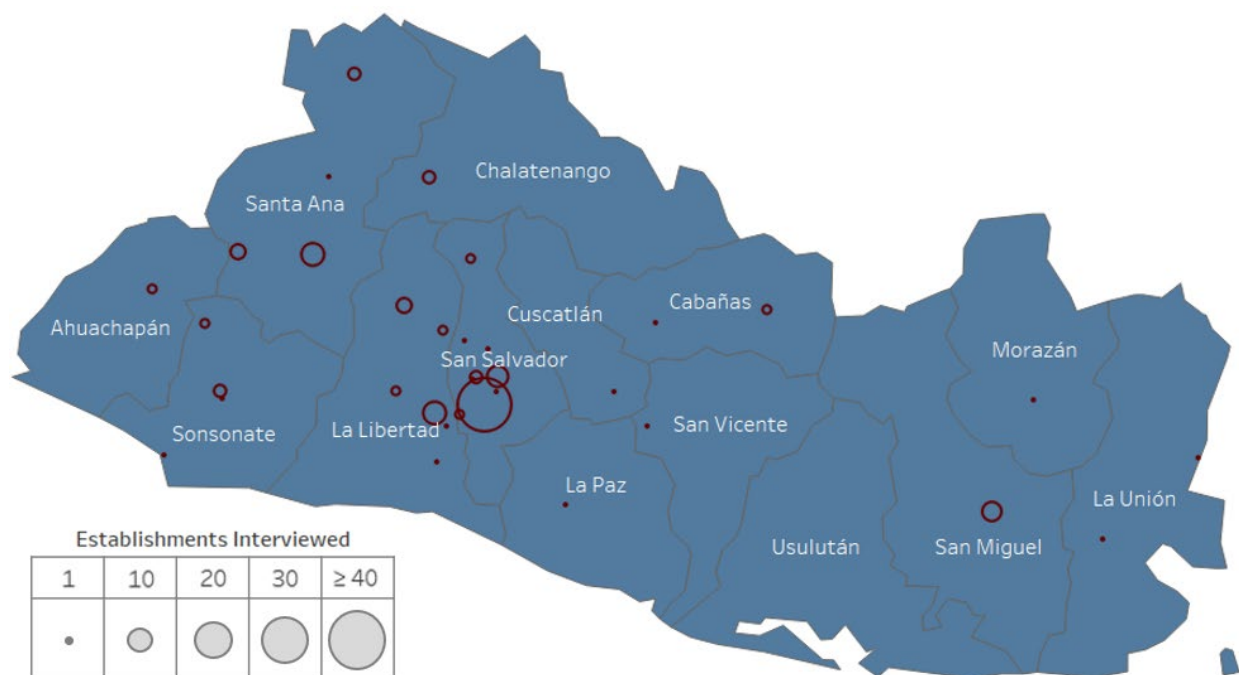 Chalatenango
Santa Ana
Cabañas
Cuscatlán
Ahuachapán
Morazán
San Salvador
San Vicente
La Libertad
Sonsonate
La Paz
La Unión
Usulután
San Miguel
Establishments Interviewed
1 10 20 30 ≥ 40